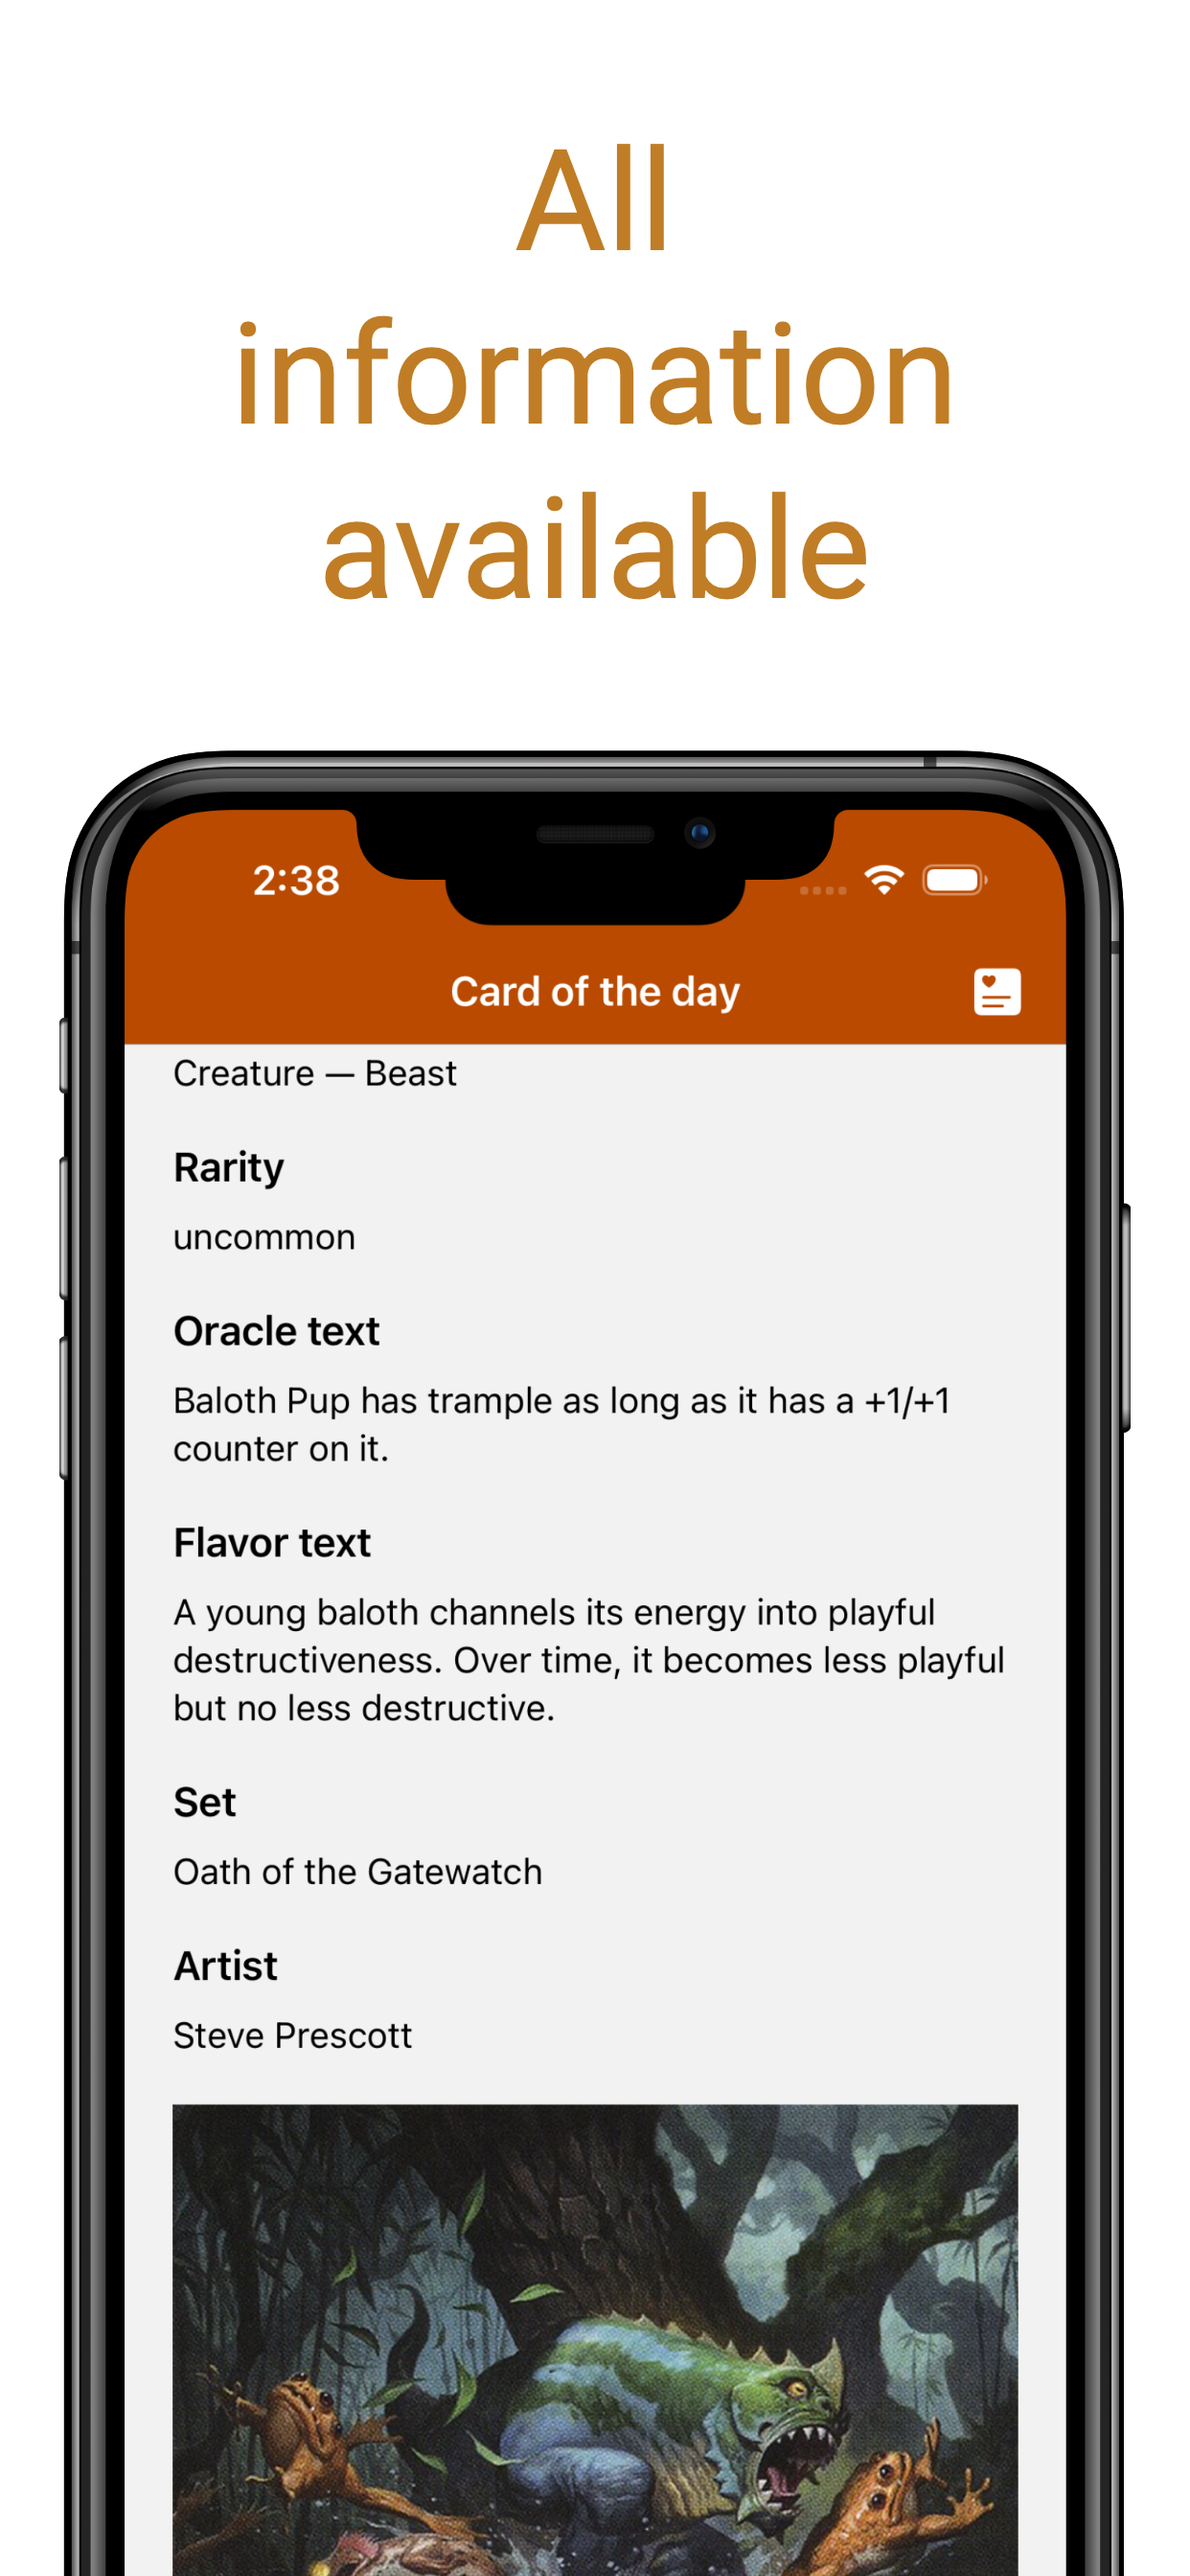 All
information
available
2:38
Card of the day
Creature — Beast
Rarity
uncommon
Oracle text
Baloth Pup has trample as long as it has a +1/+1
counter on it.
Flavor text
A young baloth channels its energy into playful
destructiveness. Over time, it becomes less playful
but no less destructive.
Set
Oath of the Gatewatch
Artist
Steve Prescott